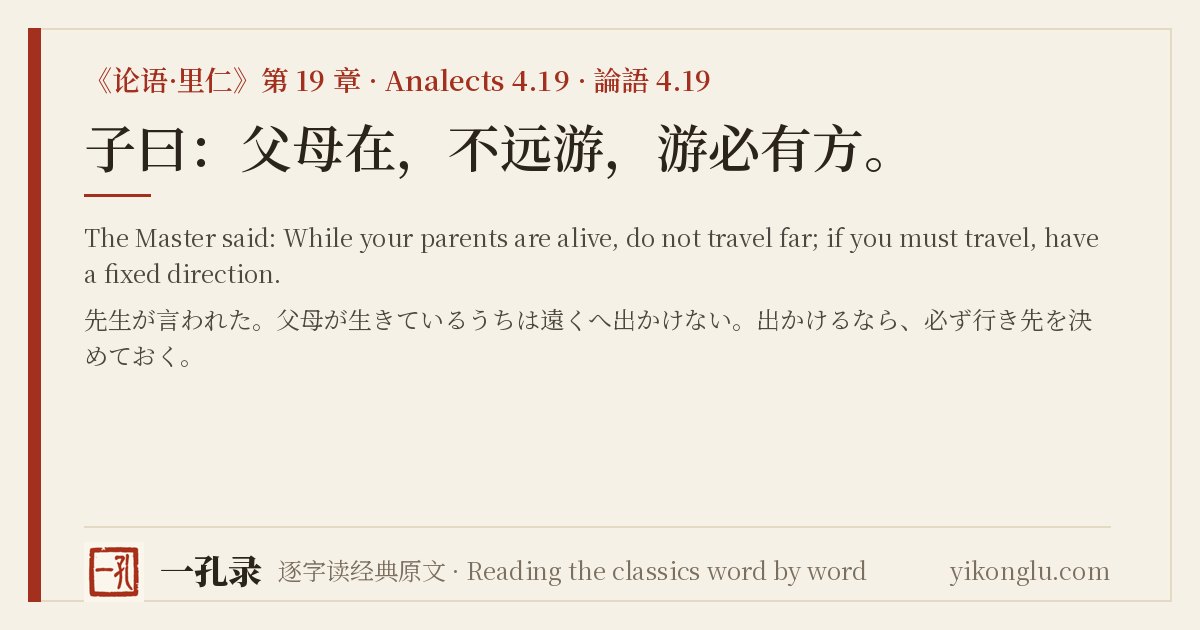 《论语·里仁》第 19 章 · Analects 4.19 · 論語 4.19
子曰：父母在，不远游，游必有方。
The Master said: While your parents are alive, do not travel far; if you must travel, have
a fixed direction.
先生が言われた。父母が生きているうちは遠くへ出かけない。出かけるなら、必ず行き先を決
めておく。
一孔
一孔录 逐字读经典原文 · Reading the classics word by word yikonglu.com